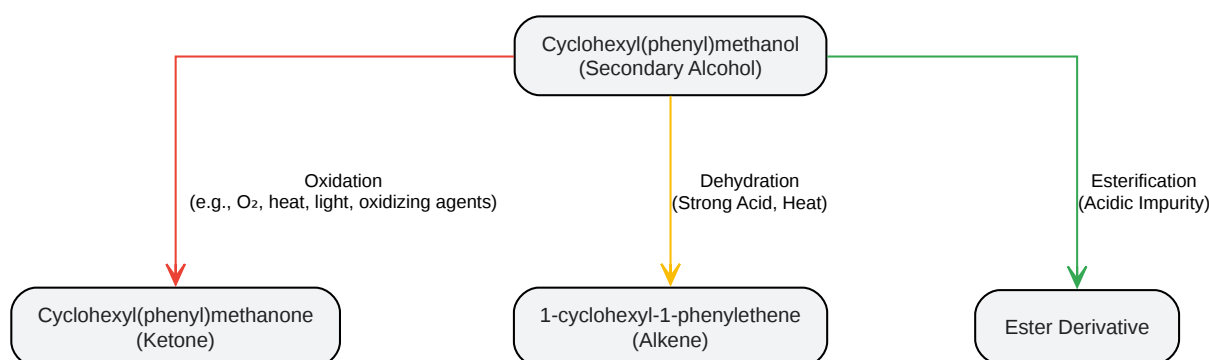 Cyclohexyl(phenyl)methanol
(Secondary Alcohol)
Oxidation
(e.g., O₂, heat, light, oxidizing agents)
Dehydration
(Strong Acid, Heat)
Esterification
(Acidic Impurity)
Cyclohexyl(phenyl)methanone
(Ketone)
1-cyclohexyl-1-phenylethene
(Alkene)
Ester Derivative